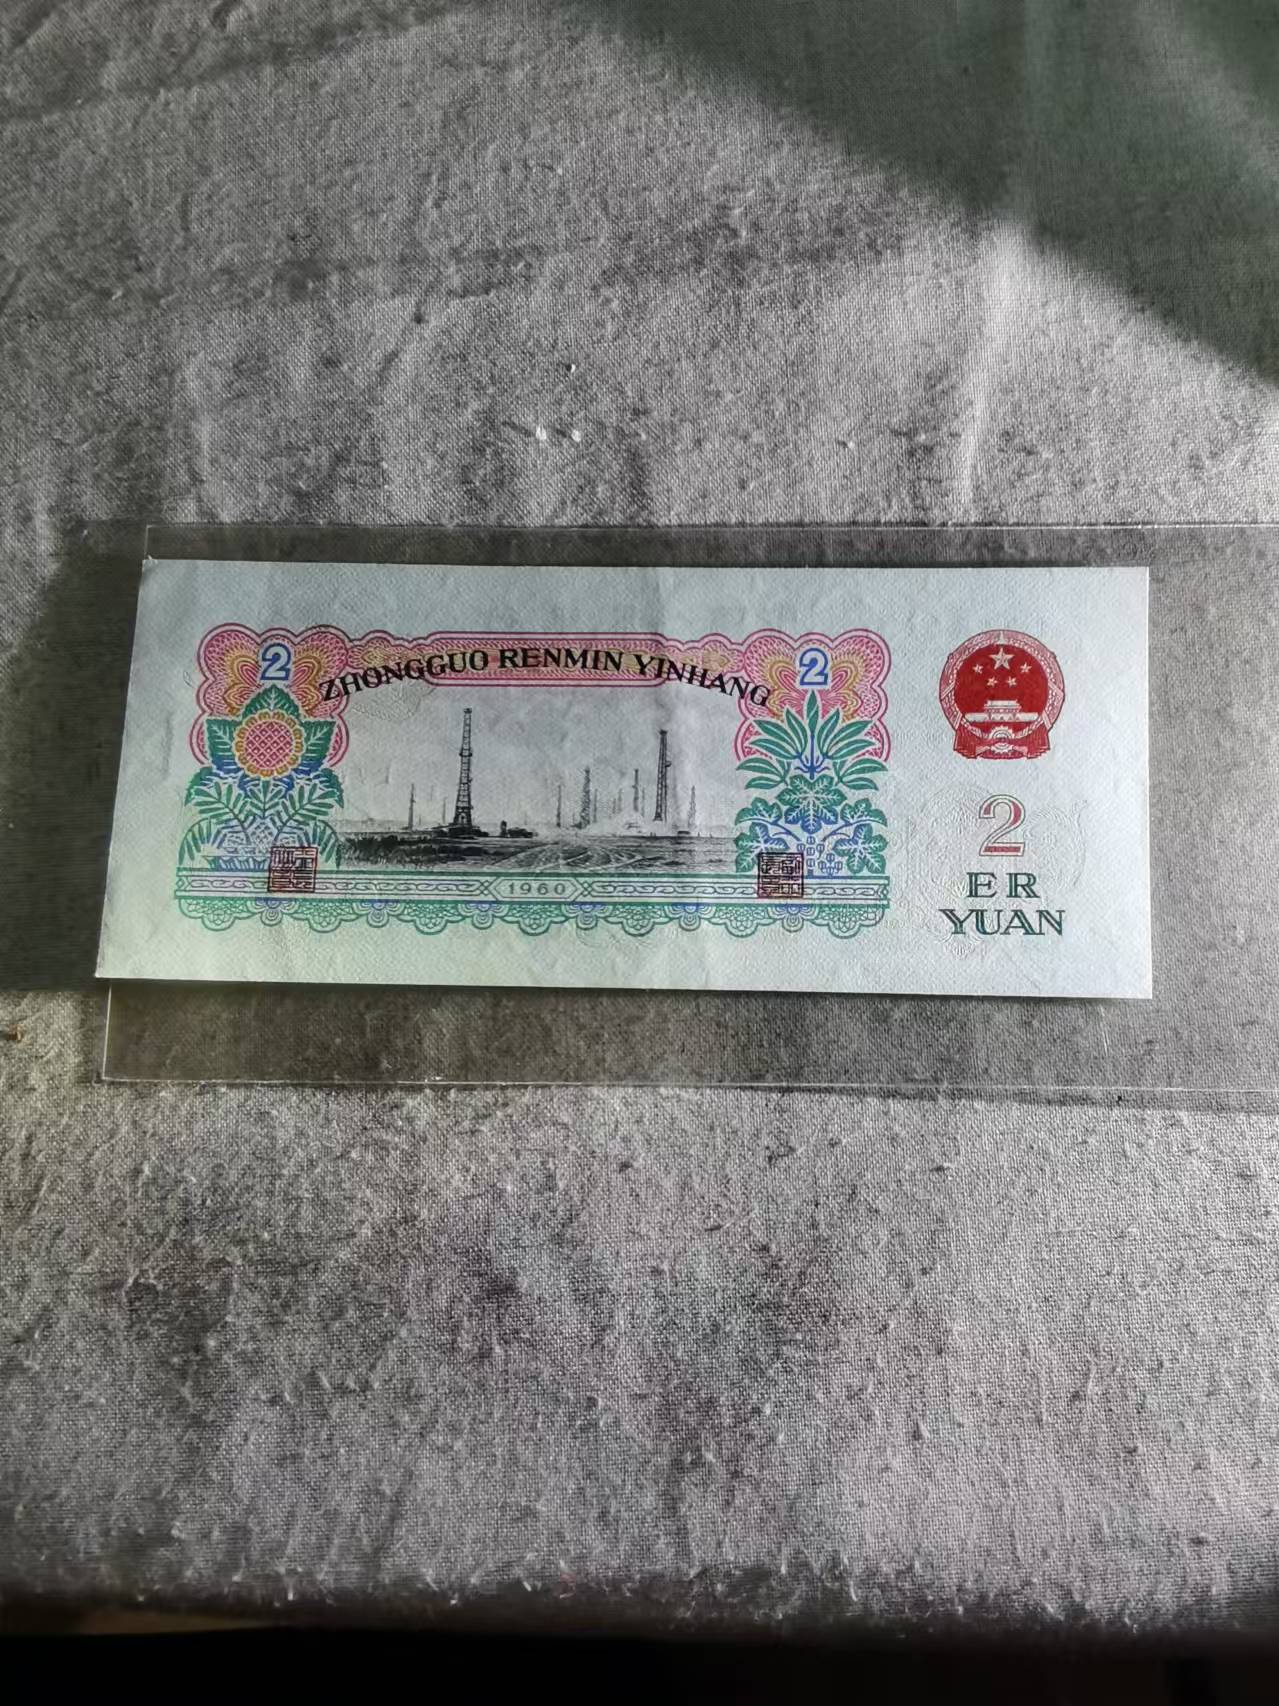 2
ZHONGGUO RENMIN YINHANG
2
1960
2
ER
YUAN